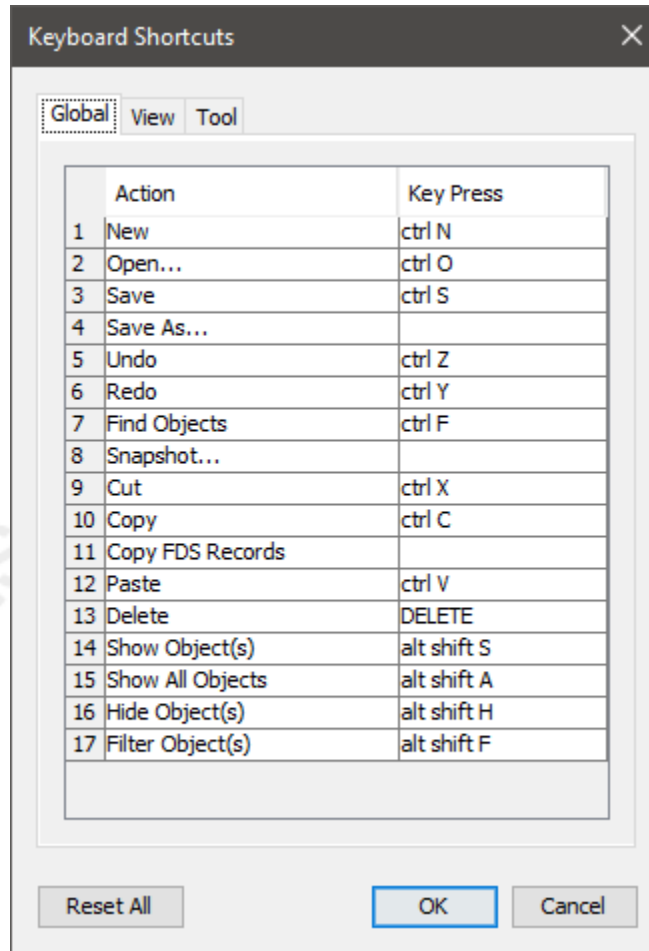 Keyboard Shortcuts
Global View Tool
Action Key Press
1 New ctrl N
2 Open... ctrl O
3 Save ctrl S
4 Save As...
5 Undo ctrl Z
6 Redo ctrl Y
7 Find Objects ctrl F
8 Snapshot...
9 Cut ctrl X
10 Copy ctrl C
11 Copy FDS Records
12 Paste ctrl V
13 Delete DELETE
14 Show Object(s) alt shift S
15 Show All Objects alt shift A
16 Hide Object(s) alt shift H
17 Filter Object(s) alt shift F
Reset All OK Cancel